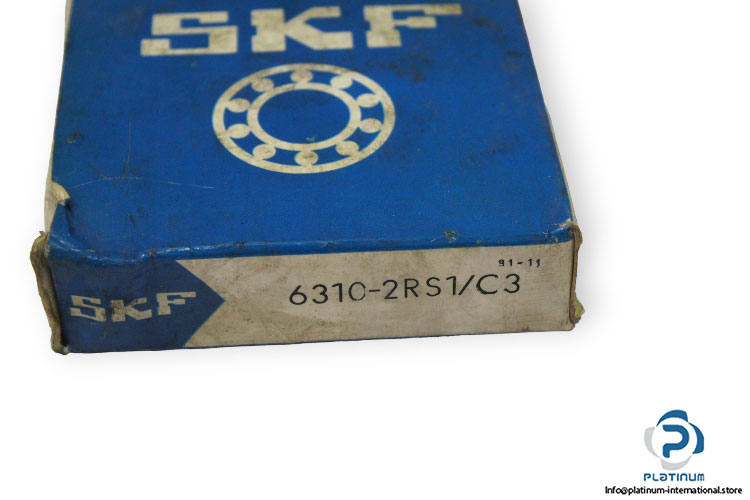 SKF
91-11
SKF
6310-2RS1/C3
PLATINUM
Info@platinum-international.store